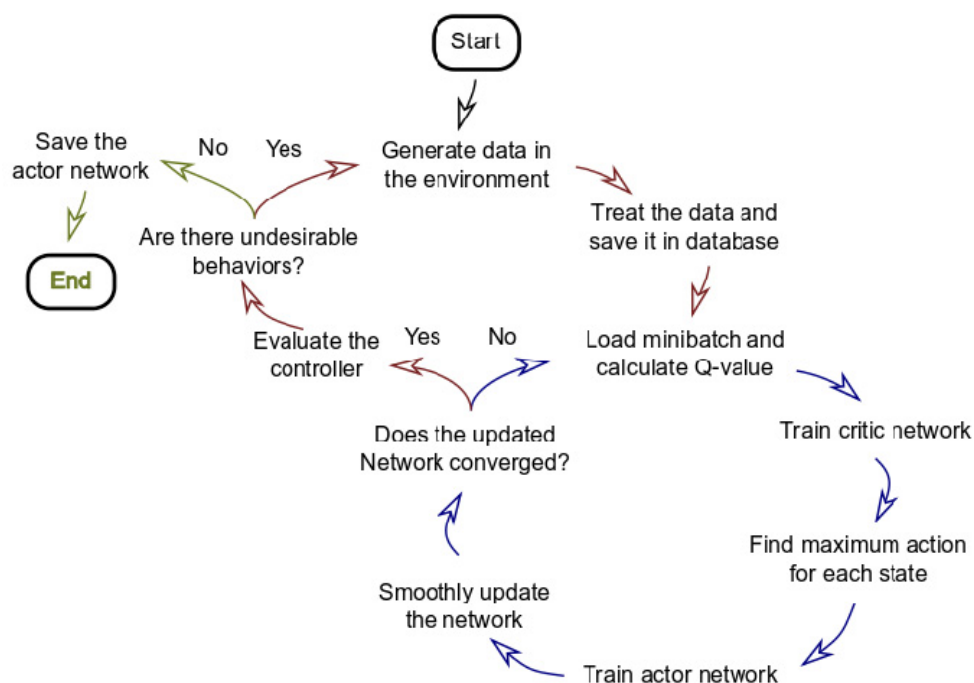 Start
Generate data in
the environment
Treat the data and
save it in database
Load minibatch and
calculate Q-value
Train critic network
Find maximum action
for each state
Train actor network
Smoothly update
the network
Does the updated
Network converged?
Yes
No
Evaluate the
controller
Are there undesirable
behaviors?
No
Yes
Save the
actor network
End